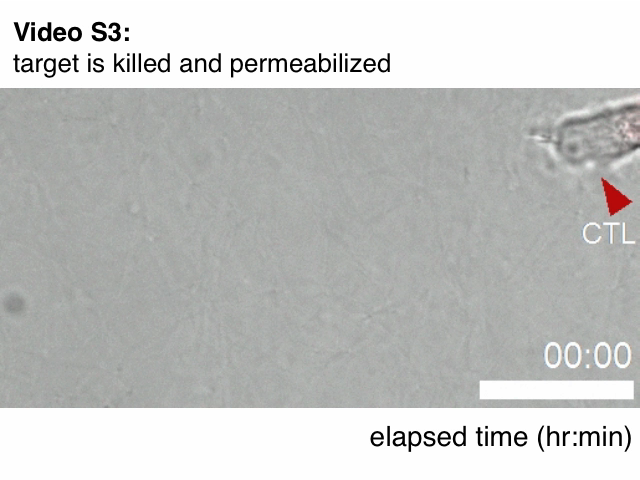 Video S3:
target is killed and permeabilized
CTL
00:00
elapsed time (hr:min)